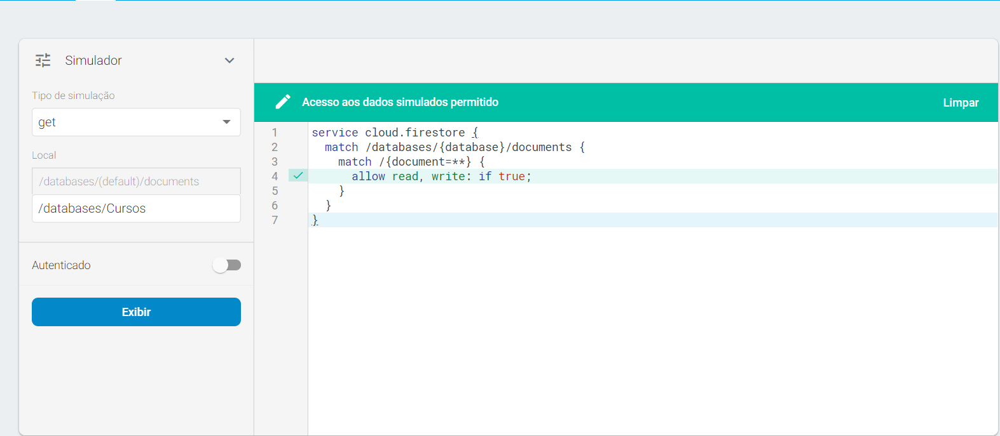 Simulador
Tipo de simulação
get
Local
/databases/(default)/documents
/databases/Cursos
Autenticado
Exibir
Acesso aos dados simulados permitido
Limpar
1 service cloud.firestore {
2 match /databases/{database}/documents {
3 match /{document=**} {
4 allow read, write: if true;
5 }
6 }
7 }